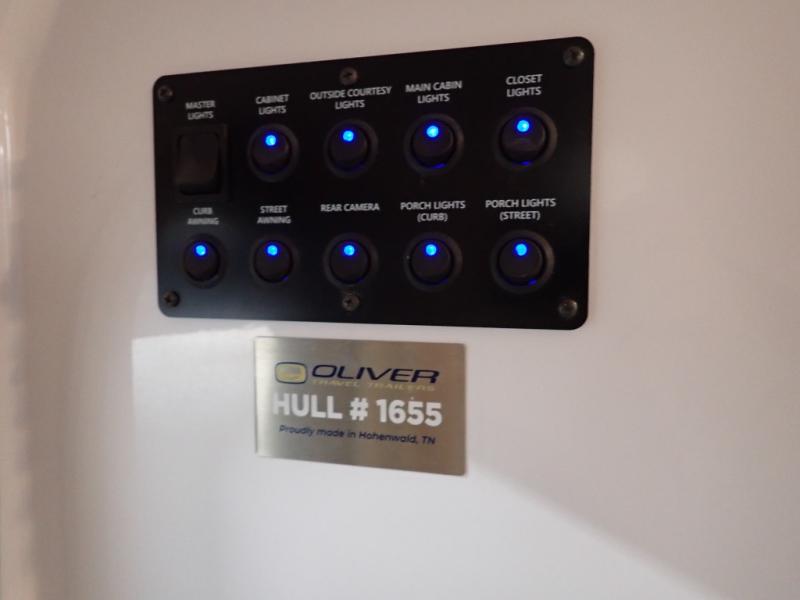 MASTER
LIGHTS
CABINET
LIGHTS
OUTSIDE COURTESY
LIGHTS
MAIN CABIN
LIGHTS
CLOSET
LIGHTS
CURB
AWNING
STREET
AWNING
REAR CAMERA
PORCH LIGHTS
(CURB)
PORCH LIGHTS
(STREET)
OLIVER
TRAVEL TRAILERS
HULL # 1655
Proudly made in Hohenwald, TN